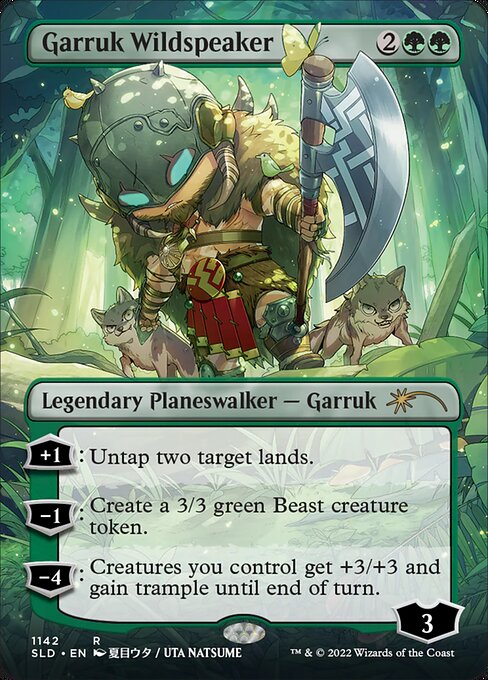 Garruk Wildspeaker 2
Legendary Planeswalker — Garruk
+1 : Untap two target lands.
−1 : Create a 3/3 green Beast creature
token.
−4 : Creatures you control get +3/+3 and
gain trample until end of turn.
3
1142 R
SLD • EN 夏目ウタ / UTA NATSUME
™ & © 2022 Wizards of the Coast